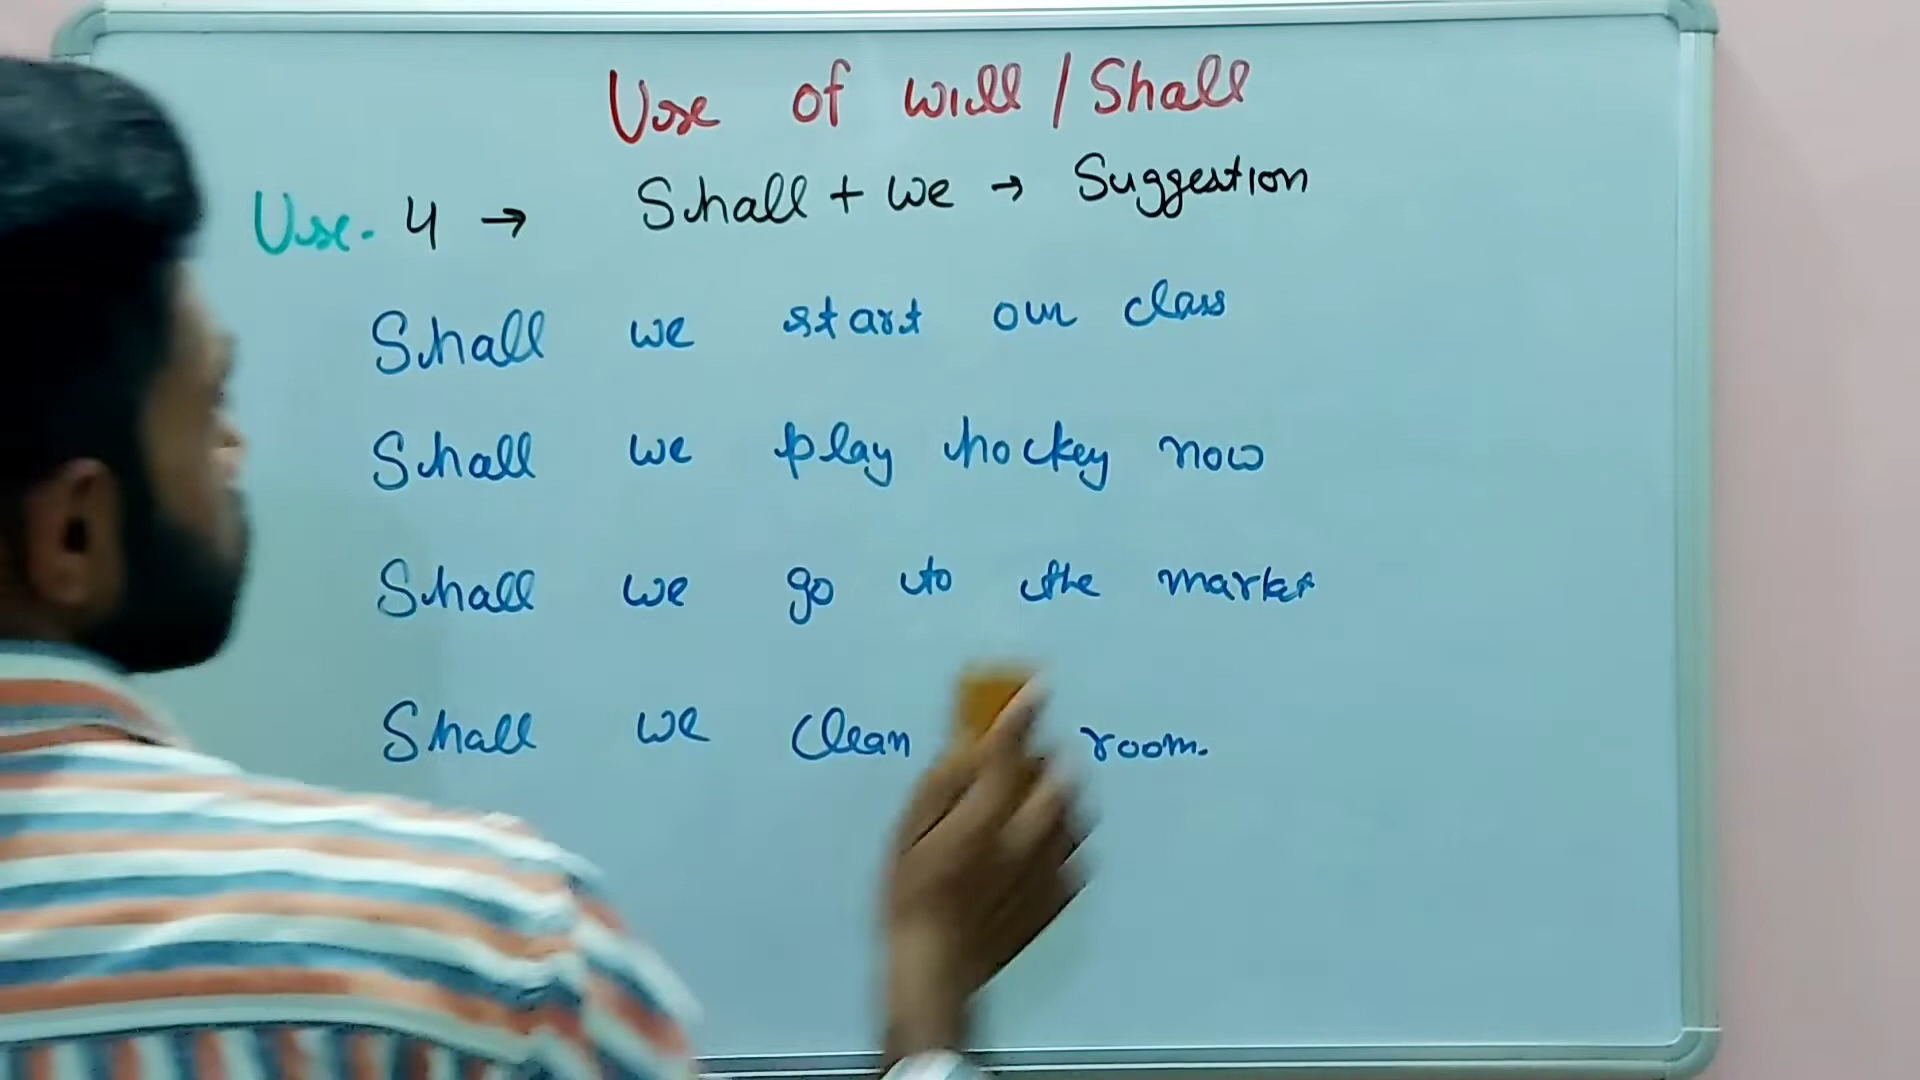 Use of will / Shall
Use. 4 → Shall + we → Suggestion
Shall we start our class
Shall we play hockey now
Shall we go to the market
Shall we clean room.